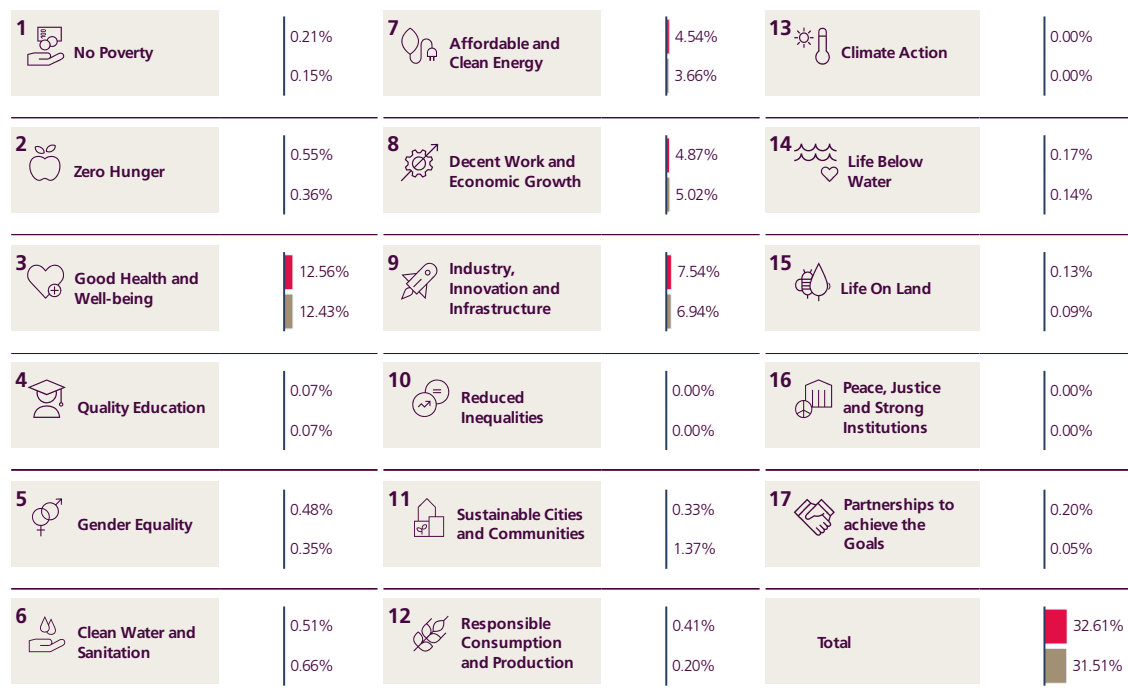 1
No Poverty
0.21%
0.15%
2
Zero Hunger
0.55%
0.36%
3
Good Health and
Well-being
12.56%
12.43%
4
Quality Education
0.07%
0.07%
5
Gender Equality
0.48%
0.35%
6
Clean Water and
Sanitation
0.51%
0.66%
7
Affordable and
Clean Energy
4.54%
3.66%
8
Decent Work and
Economic Growth
4.87%
5.02%
9
Industry,
Innovation and
Infrastructure
7.54%
6.94%
10
Reduced
Inequalities
0.00%
0.00%
11
Sustainable Cities
and Communities
0.33%
1.37%
12
Responsible
Consumption
and Production
0.41%
0.20%
13
Climate Action
0.00%
0.00%
14
Life Below
Water
0.17%
0.14%
15
Life On Land
0.13%
0.09%
16
Peace, Justice
and Strong
Institutions
0.00%
0.00%
17
Partnerships to
achieve the
Goals
0.20%
0.05%
Total
32.61%
31.51%